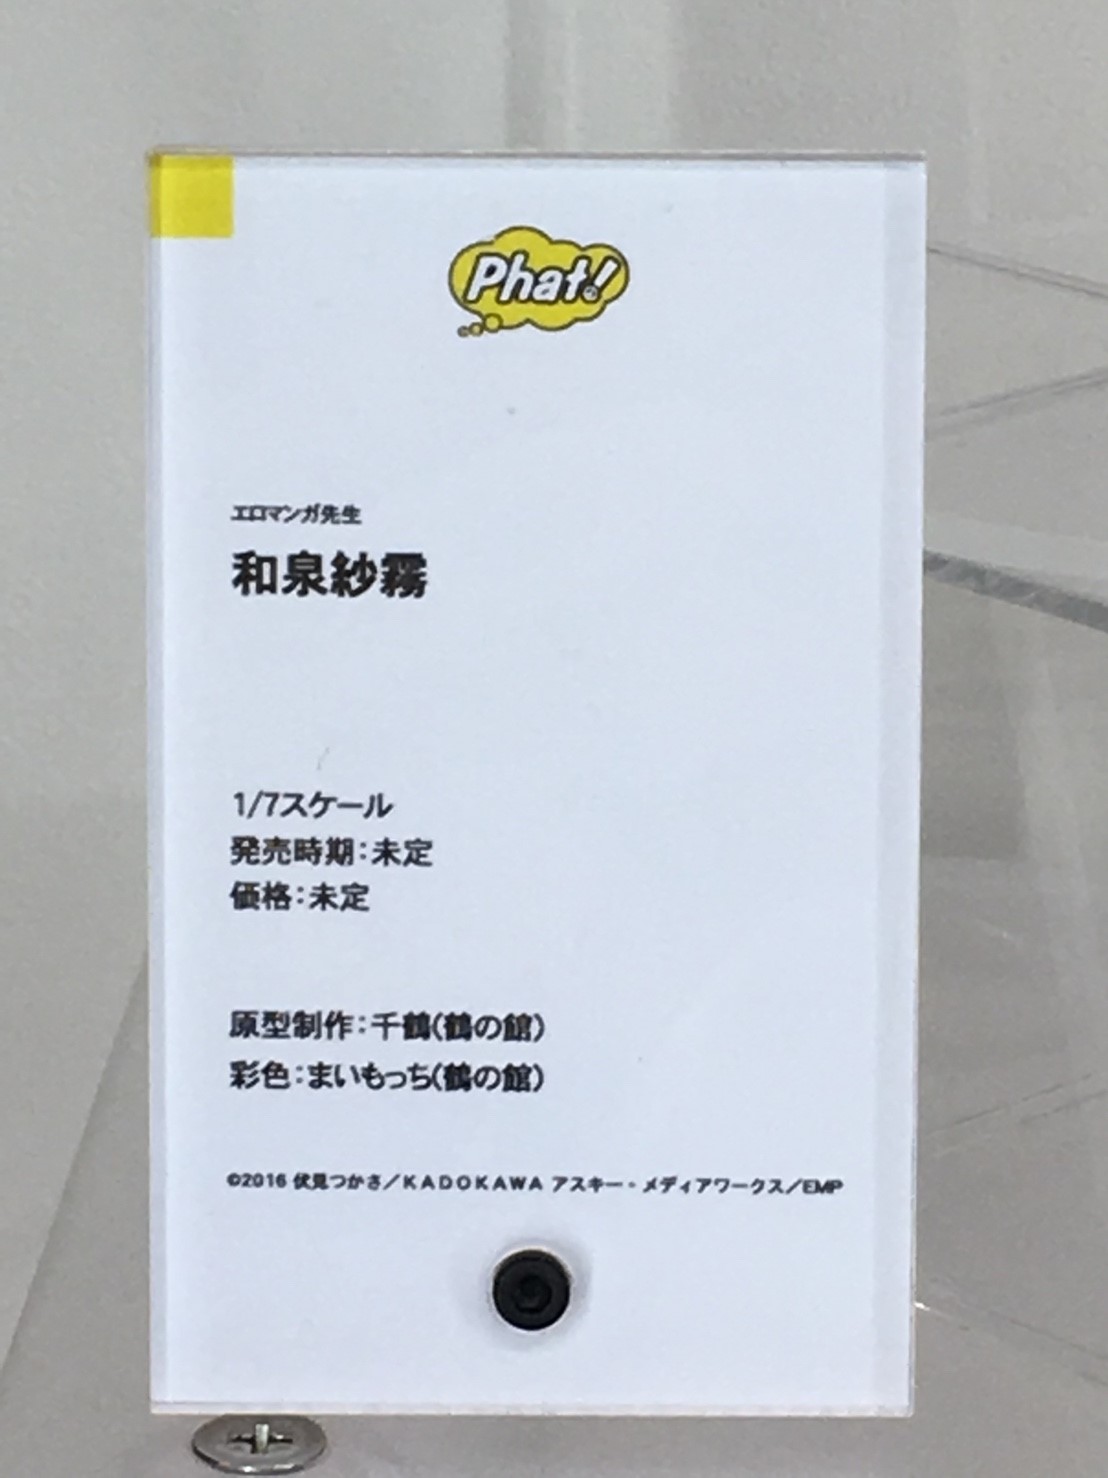 Phat!
エロマンガ先生
和泉紗霧
1/7スケール
発売時期：未定
価格：未定
原型制作：千鶴(鶴の館)
彩色：まいもっち(鶴の館)
©2016 伏見つかさ／KADOKAWA アスキー・メディアワークス／EMP